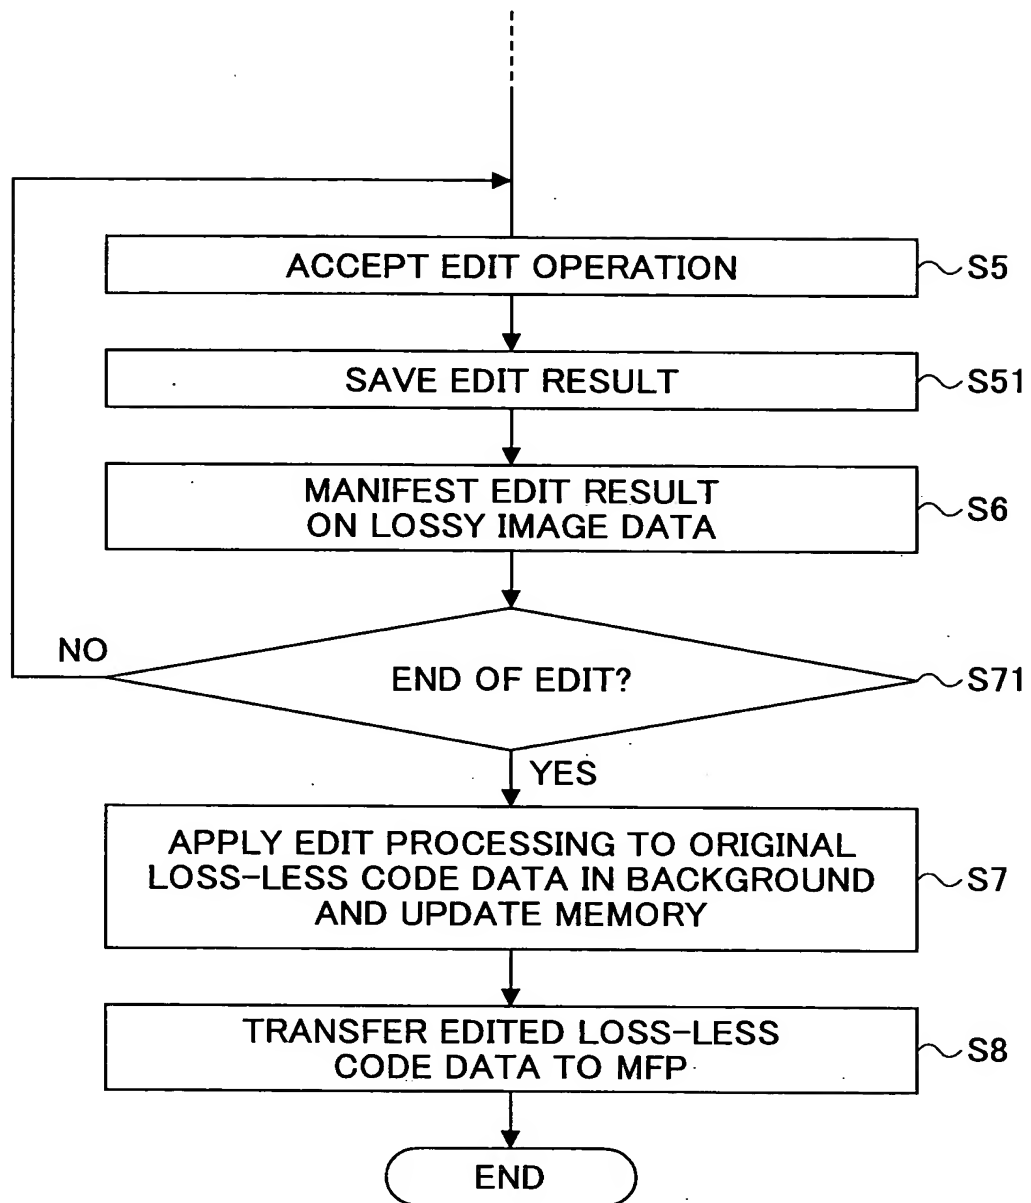 ACCEPT EDIT OPERATION
S5
SAVE EDIT RESULT
S51
MANIFEST EDIT RESULT
ON LOSSY IMAGE DATA
S6
NO
END OF EDIT?
S71
YES
APPLY EDIT PROCESSING TO ORIGINAL
LOSS-LESS CODE DATA IN BACKGROUND
AND UPDATE MEMORY
S7
TRANSFER EDITED LOSS-LESS
CODE DATA TO MFP
S8
END